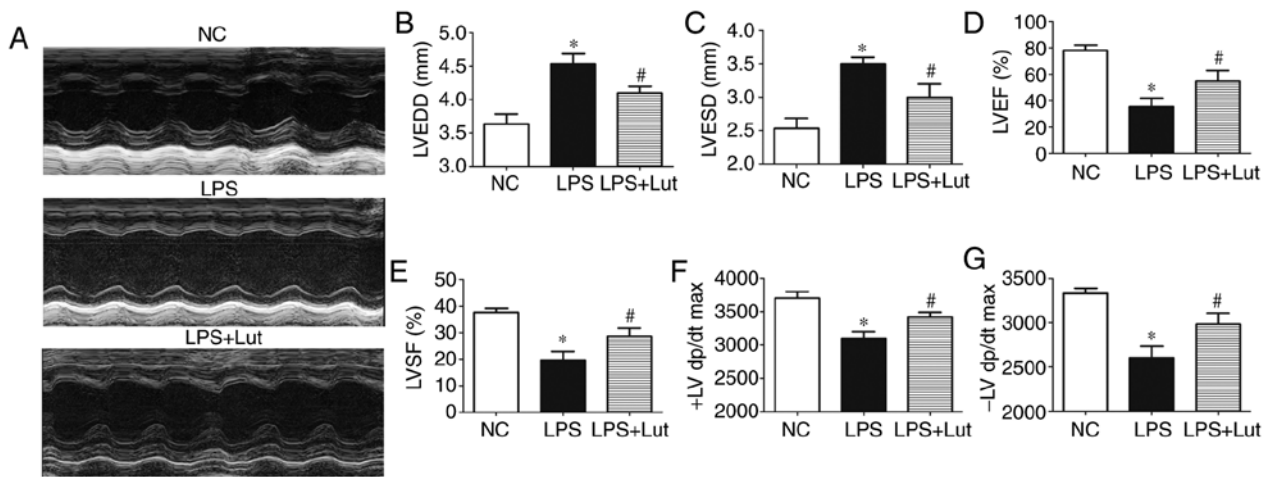 A
NC
LPS
LPS+Lut
B
LVEDD (mm)
5.0
4.5
4.0
3.5
3.0
*
#
NC LPS LPS+Lut
C
LVESD (mm)
4.0
3.5
3.0
2.5
2.0
*
#
NC LPS LPS+Lut
D
LVEF (%)
100
80
60
40
20
0
*
#
NC LPS LPS+Lut
E
LVSF (%)
50
40
30
20
10
0
*
#
NC LPS LPS+Lut
F
+LV dp/dt max
4000
3500
3000
2500
2000
*
#
NC LPS LPS+Lut
G
−LV dp/dt max
3500
3000
2500
2000
*
#
NC LPS LPS+Lut